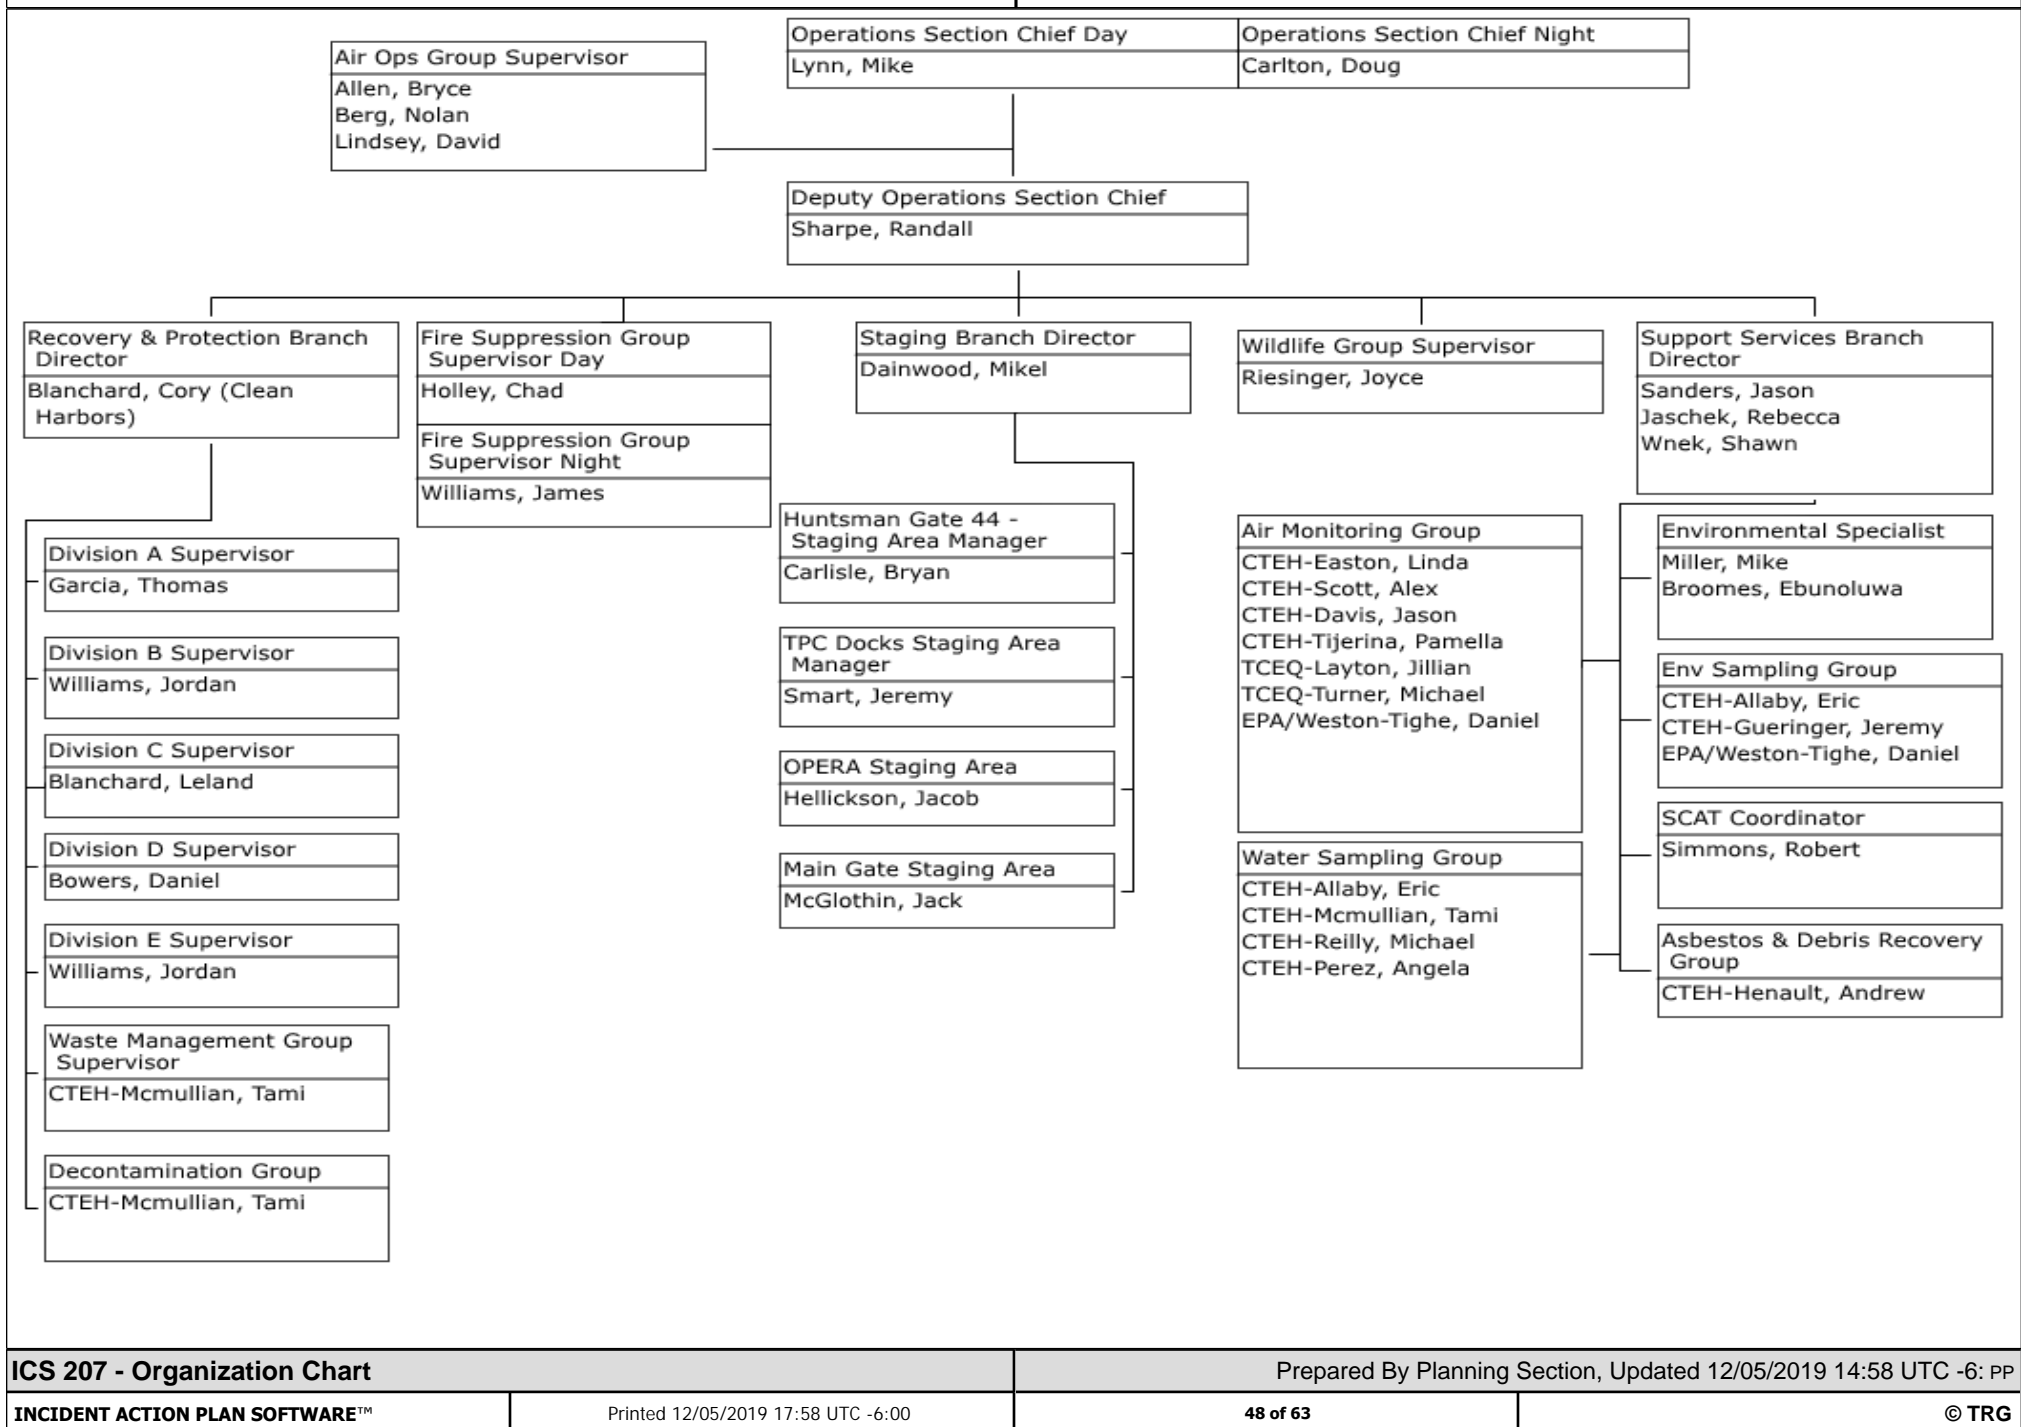 Operations Section Chief Day
Lynn, Mike
Operations Section Chief Night
Carlton, Doug
Air Ops Group Supervisor
Allen, Bryce
Berg, Nolan
Lindsey, David
Deputy Operations Section Chief
Sharpe, Randall
Recovery & Protection Branch
Director
Blanchard, Cory (Clean
Harbors)
Fire Suppression Group
Supervisor Day
Holley, Chad
Fire Suppression Group
Supervisor Night
Williams, James
Staging Branch Director
Dainwood, Mikel
Wildlife Group Supervisor
Riesinger, Joyce
Support Services Branch
Director
Sanders, Jason
Jaschek, Rebecca
Wnek, Shawn
Division A Supervisor
Garcia, Thomas
Division B Supervisor
Williams, Jordan
Division C Supervisor
Blanchard, Leland
Division D Supervisor
Bowers, Daniel
Division E Supervisor
Williams, Jordan
Waste Management Group
Supervisor
CTEH-Mcmullian, Tami
Decontamination Group
CTEH-Mcmullian, Tami
Huntsman Gate 44 -
Staging Area Manager
Carlisle, Bryan
TPC Docks Staging Area
Manager
Smart, Jeremy
OPERA Staging Area
Hellickson, Jacob
Main Gate Staging Area
McGlothin, Jack
Air Monitoring Group
CTEH-Easton, Linda
CTEH-Scott, Alex
CTEH-Davis, Jason
CTEH-Tijerina, Pamella
TCEQ-Layton, Jillian
TCEQ-Turner, Michael
EPA/Weston-Tighe, Daniel
Water Sampling Group
CTEH-Allaby, Eric
CTEH-Mcmullian, Tami
CTEH-Reilly, Michael
CTEH-Perez, Angela
Environmental Specialist
Miller, Mike
Broomes, Ebunoluwa
Env Sampling Group
CTEH-Allaby, Eric
CTEH-Gueringer, Jeremy
EPA/Weston-Tighe, Daniel
SCAT Coordinator
Simmons, Robert
Asbestos & Debris Recovery
Group
CTEH-Henault, Andrew
ICS 207 - Organization Chart
Prepared By Planning Section, Updated 12/05/2019 14:58 UTC -6: PP
INCIDENT ACTION PLAN SOFTWARE™
Printed 12/05/2019 17:58 UTC -6:00
48 of 63
© TRG